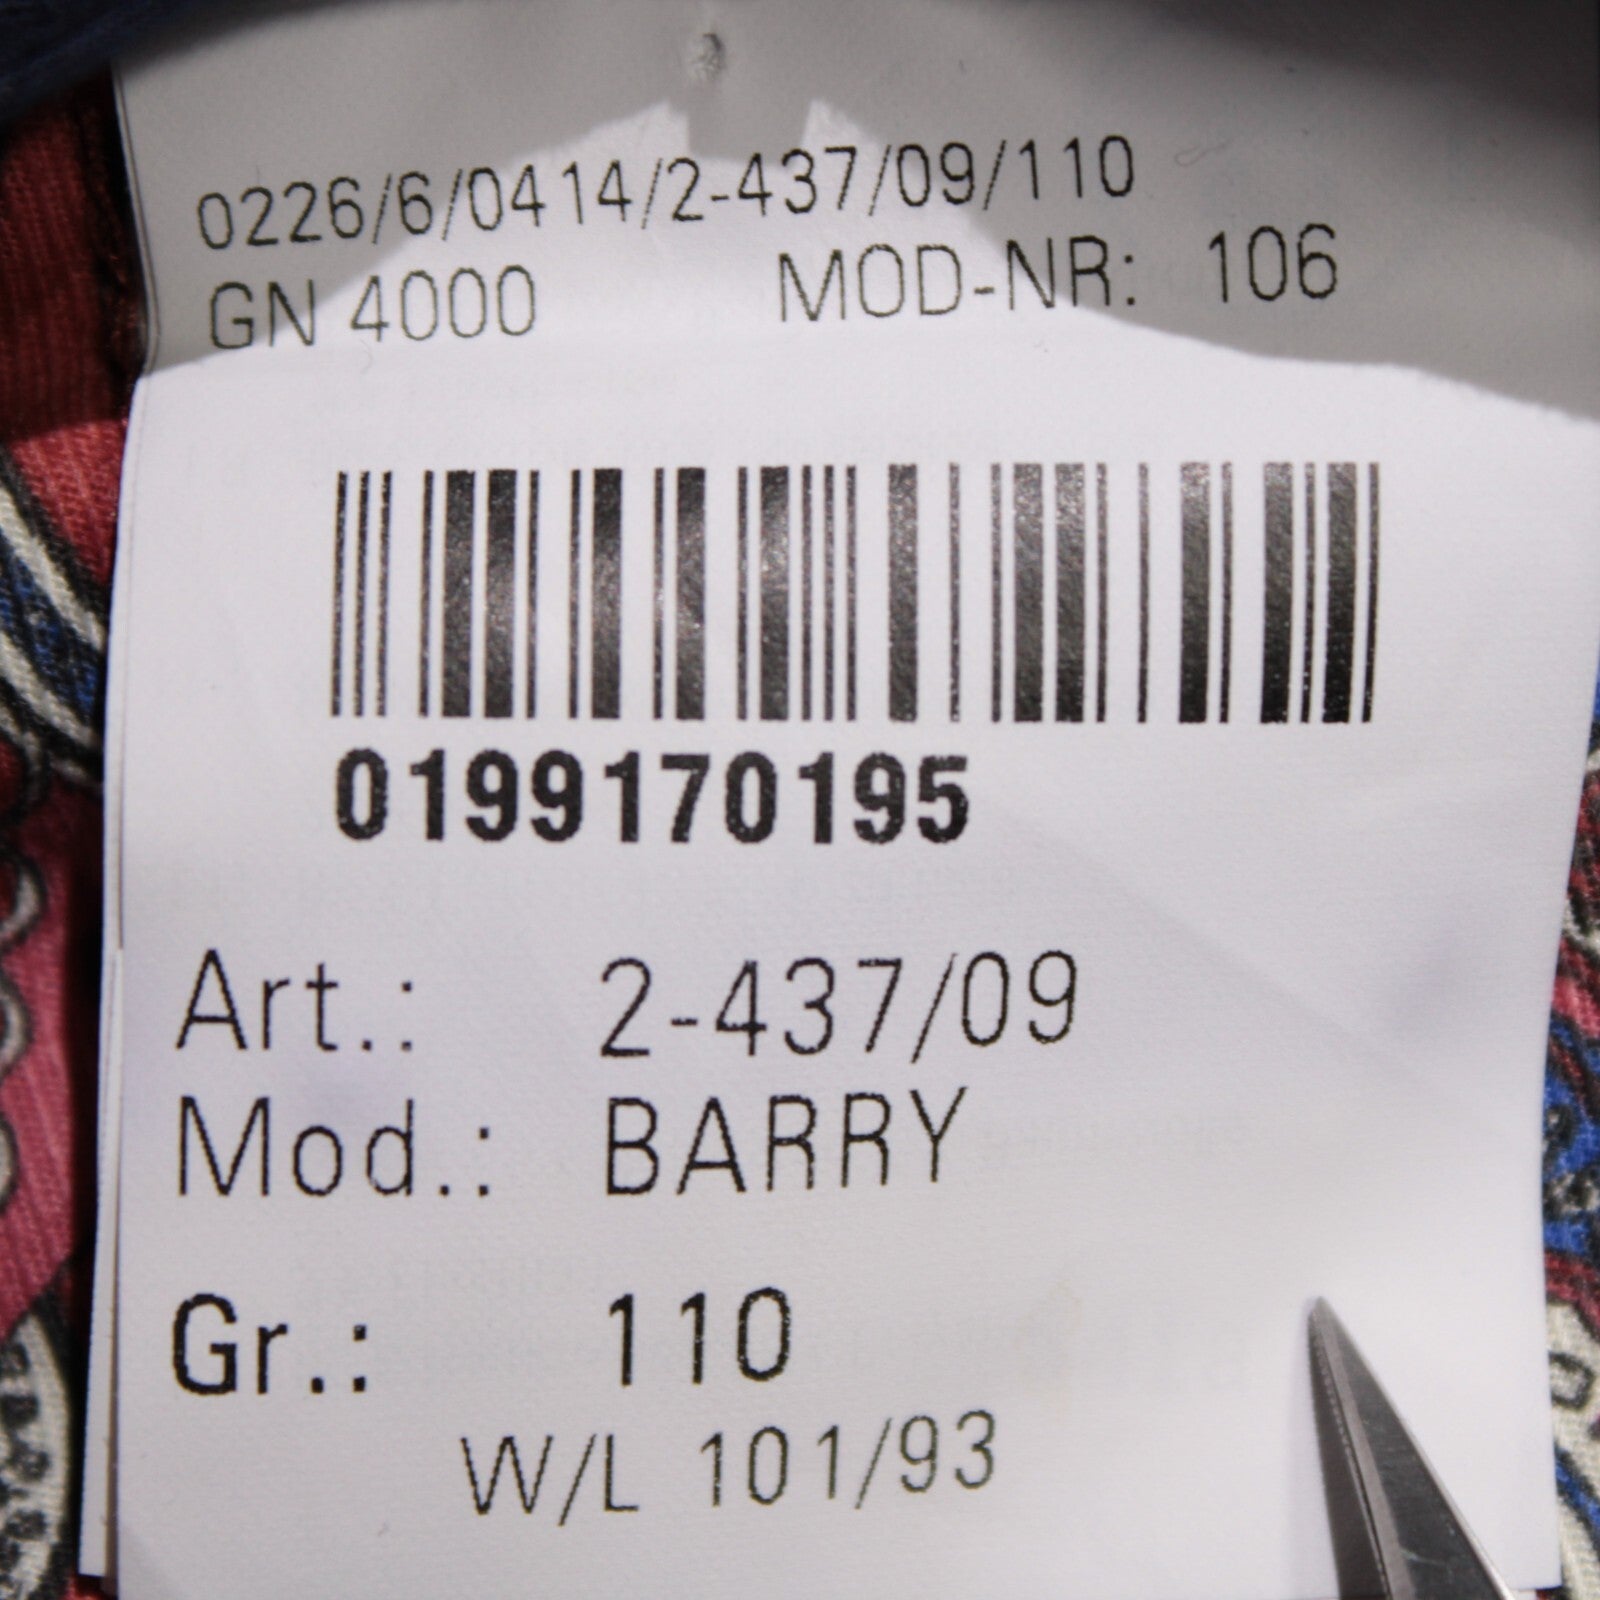 0226/6/0414/2-437/09/110
GN 4000 MOD-NR: 106
0199170195
Art.: 2-437/09
Mod.: BARRY
Gr.: 110
W/L 101/93